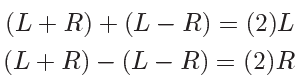 (L + R) + (L − R) = (2)L
(L + R) − (L − R) = (2)R